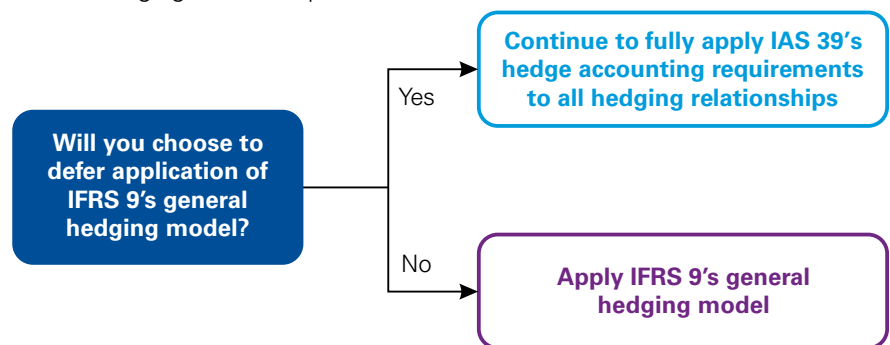 Continue to fully apply IAS 39's
hedge accounting requirements
to all hedging relationships
Yes
Will you choose to
defer application of
IFRS 9's general
hedging model?
No
Apply IFRS 9's general
hedging model